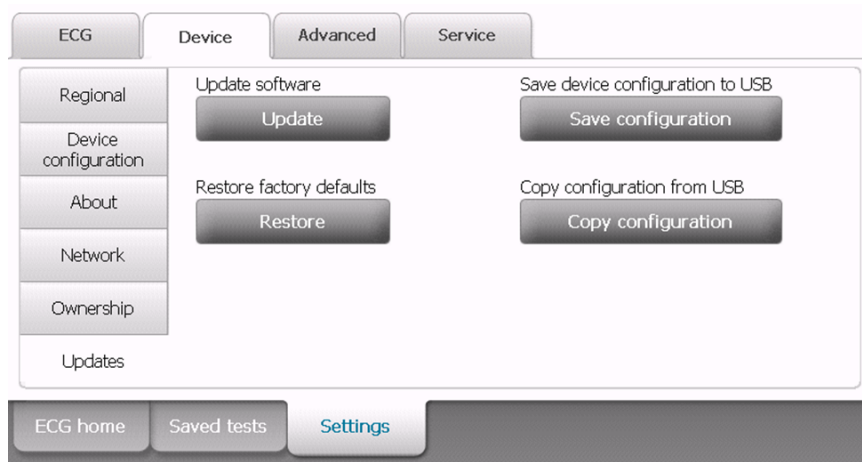 ECG
Device
Advanced
Service
Regional
Device
configuration
About
Network
Ownership
Updates
Update software
Update
Save device configuration to USB
Save configuration
Restore factory defaults
Restore
Copy configuration from USB
Copy configuration
ECG home
Saved tests
Settings